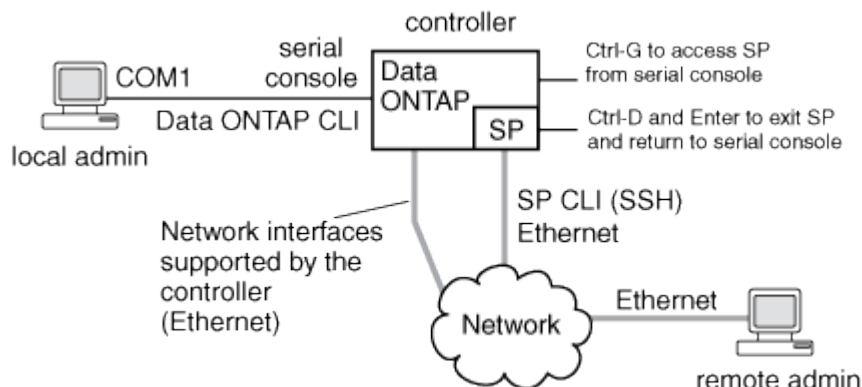 controller
serial
console
COM1
Data ONTAP CLI
local admin
Data
ONTAP
SP
Ctrl-G to access SP
from serial console
Ctrl-D and Enter to exit SP
and return to serial console
SP CLI (SSH)
Ethernet
Network interfaces
supported by the
controller
(Ethernet)
Network
Ethernet
remote admin